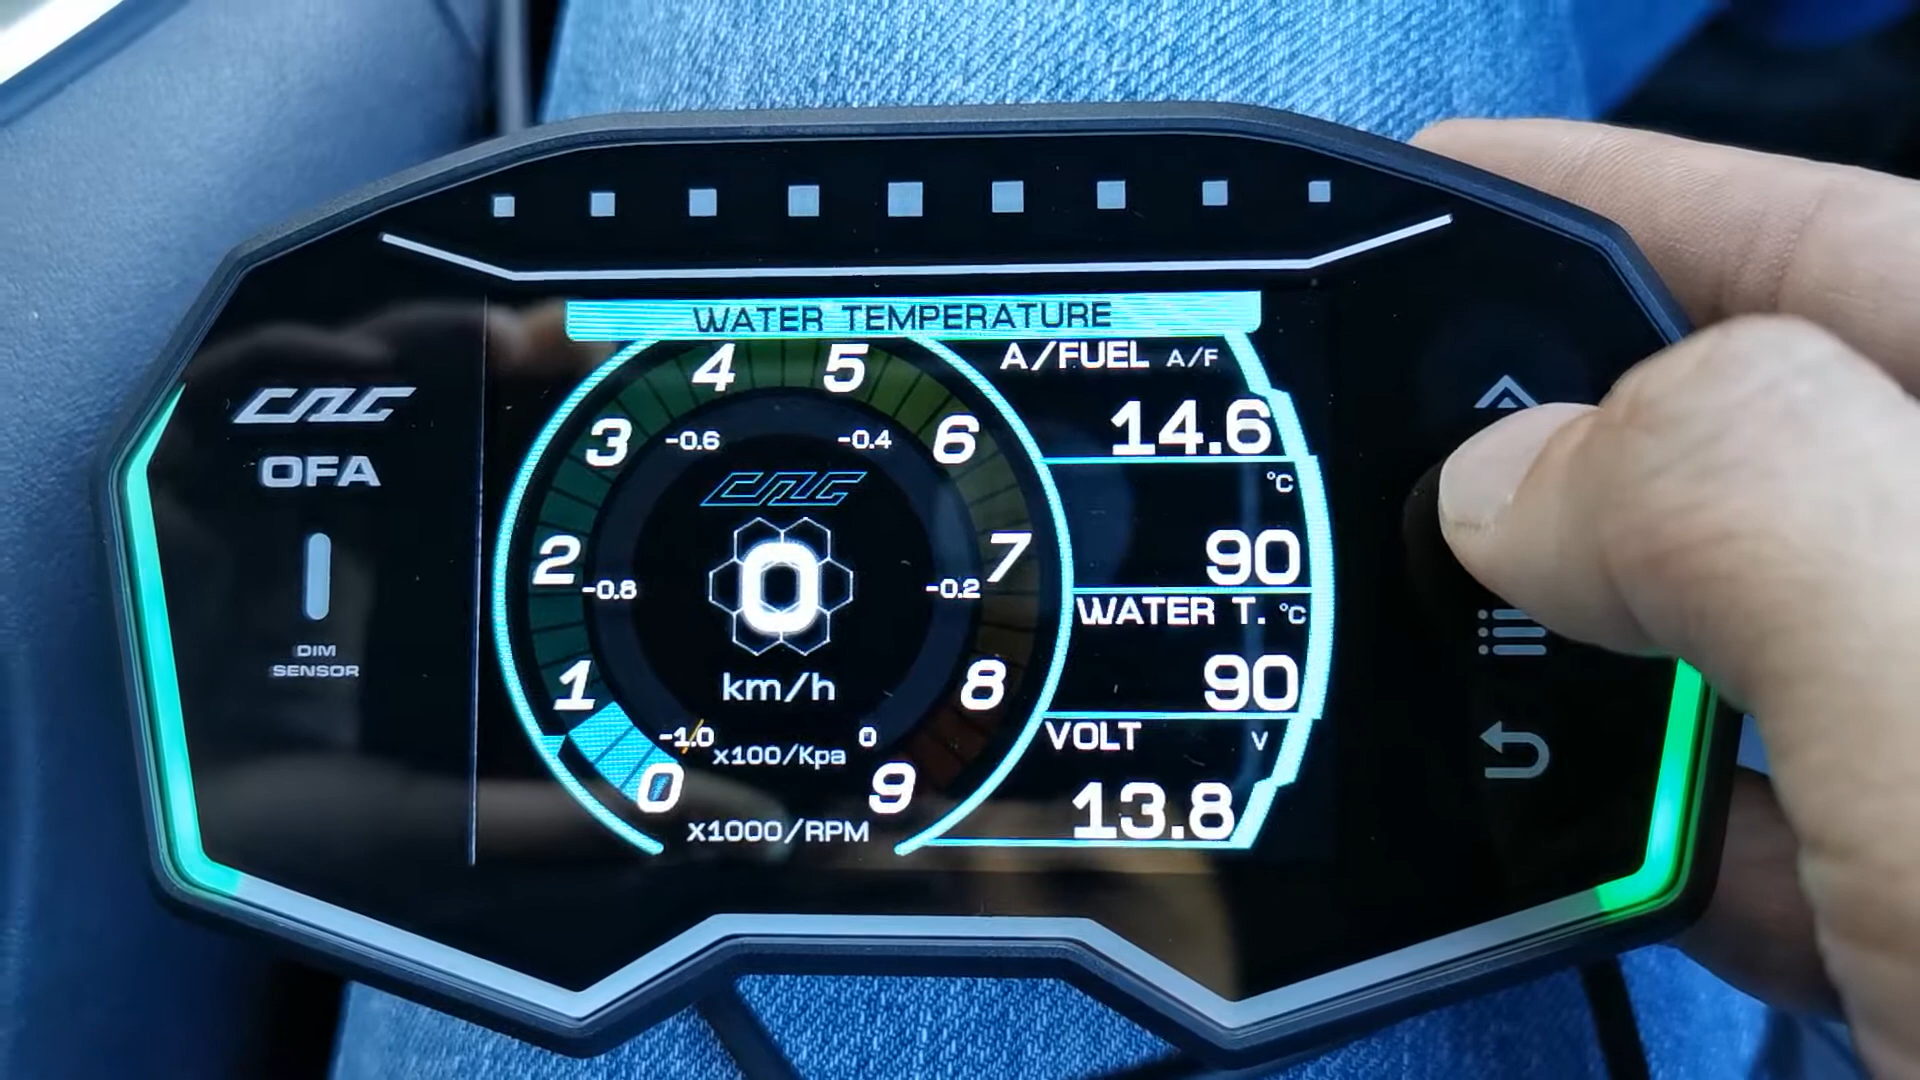 OFA
DIM
SENSOR
WATER TEMPERATURE
4
5
3
6
-0.6
-0.4
2
7
-0.8
-0.2
0
km/h
1
8
-1.0
0
x100/Kpa
0
9
x1000/RPM
A/FUEL A/F
14.6
°C
90
WATER T. °C
90
VOLT V
13.8